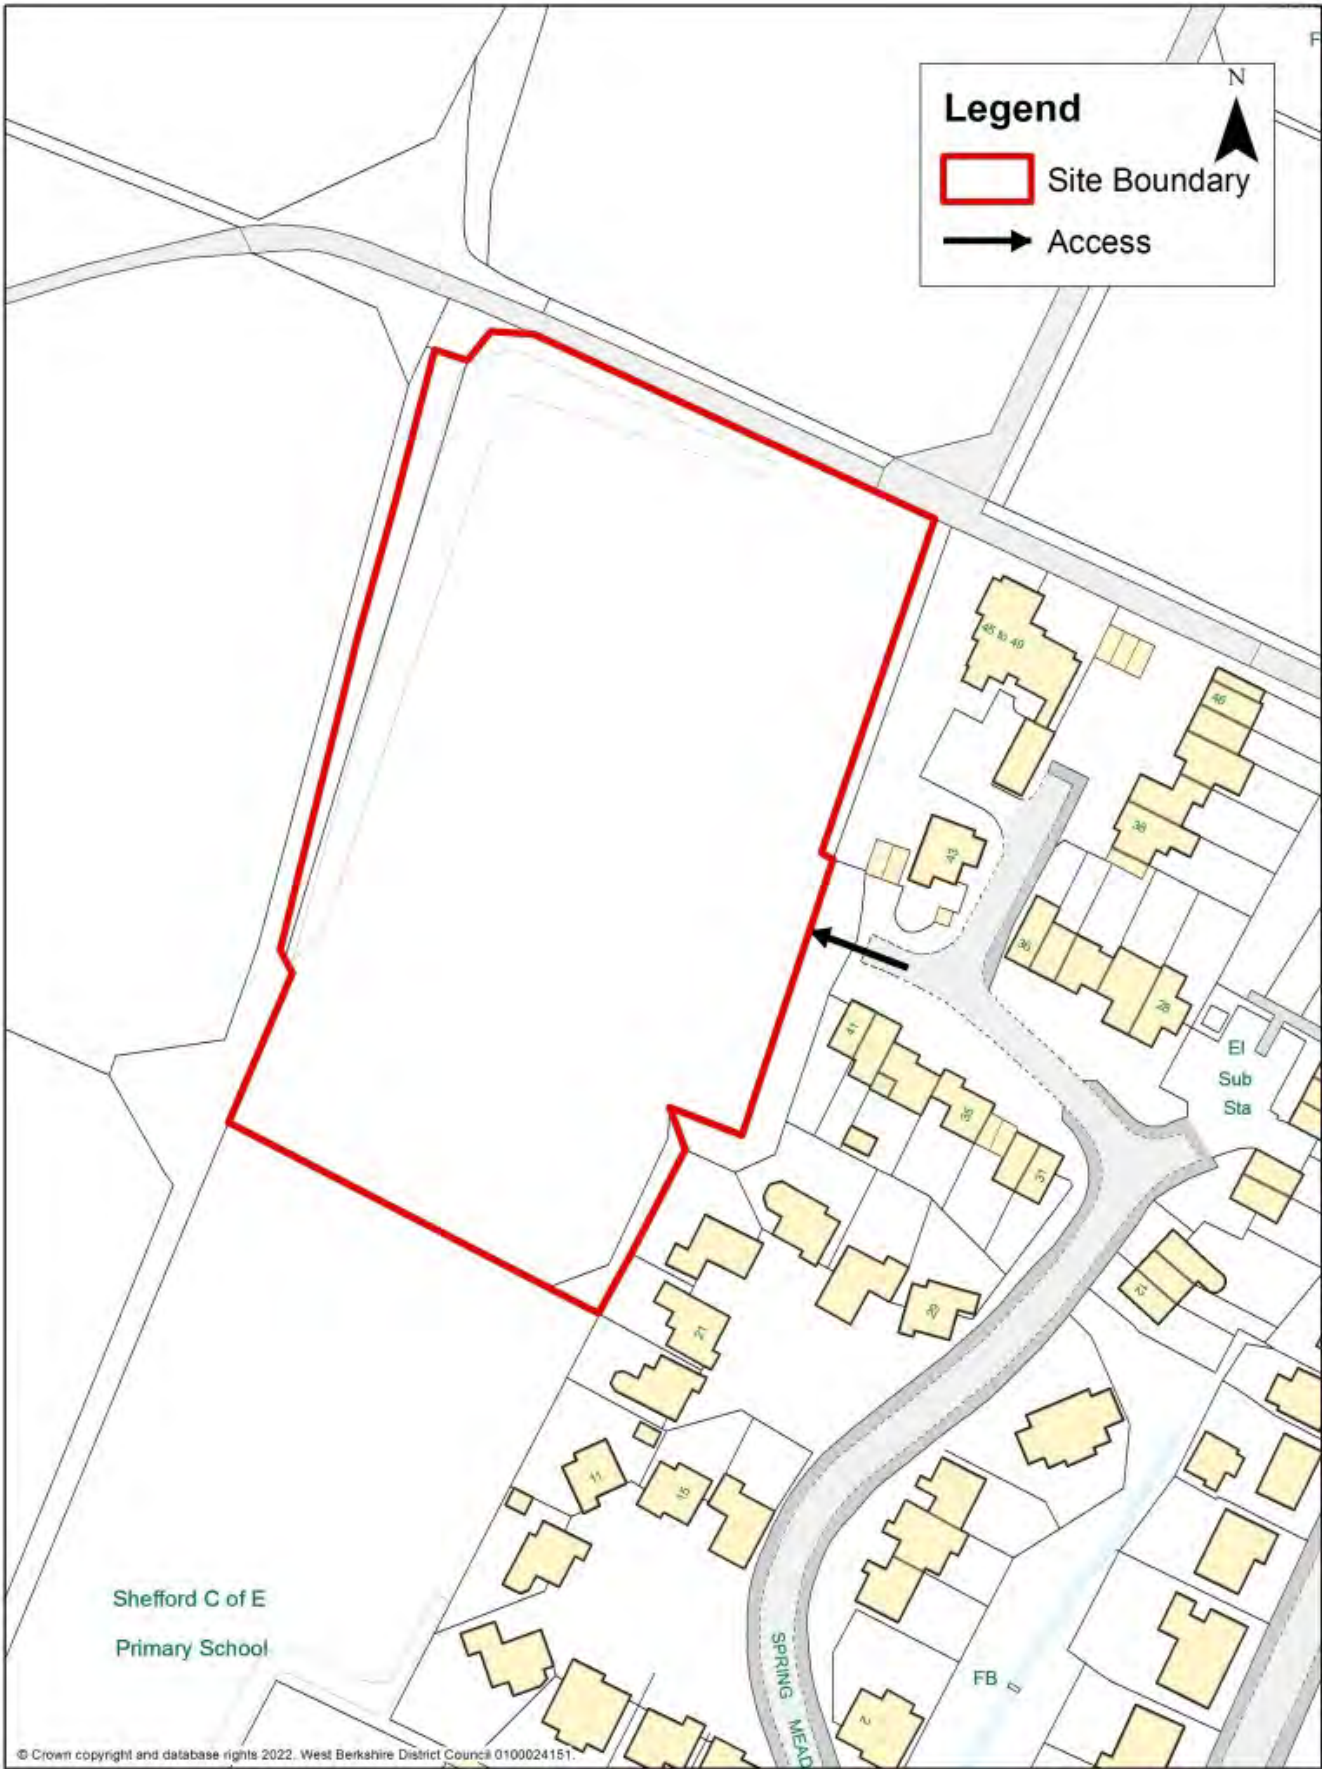 F
N
Legend
Site Boundary
Access
45 to 49
46
38
43
36
28
El
Sub
Sta
41
35
31
29
12
21
11
15
Shefford C of E
Primary School
SPRING MEAD
FB
2
© Crown copyright and database rights 2022. West Berkshire District Council 0100024151.